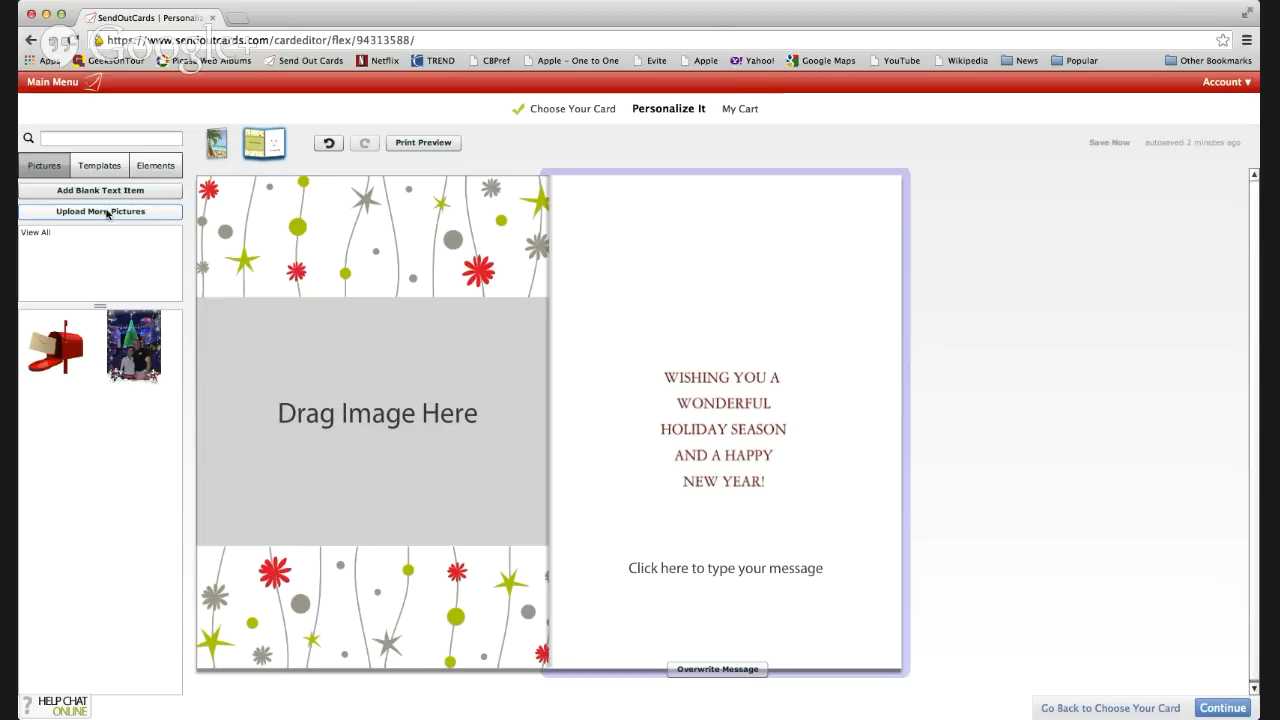 SendOutCards | Personaliz
https://www.sendoutcards.com/cardeditor/flex/94313588/
Google+
Apps
GeeksOnTour
Picasa Web Albums
Send Out Cards
Netflix
TREND
CBPref
Apple - One to One
Evite
Apple
Yahoo!
Google Maps
YouTube
Wikipedia
News
Popular
Other Bookmarks
Main Menu
Account ▾
Choose Your Card
Personalize It
My Cart
Print Preview
Save Now
autosaved 2 minutes ago
Pictures
Templates
Elements
Add Blank Text Item
Upload More Pictures
View All
Drag Image Here
WISHING YOU A
WONDERFUL
HOLIDAY SEASON
AND A HAPPY
NEW YEAR!
Click here to type your message
Overwrite Message
? HELP CHAT
ONLINE
Go Back to Choose Your Card
Continue